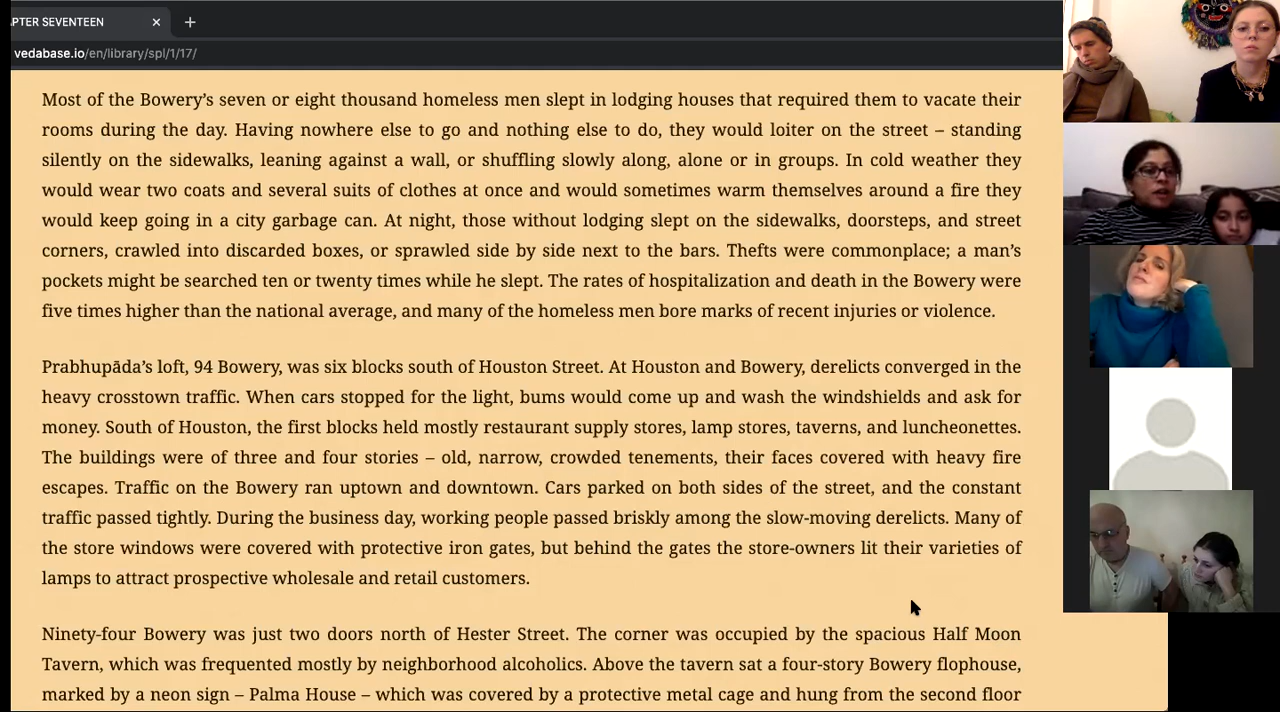 PTER SEVENTEEN
vedabase.io/en/library/spl/1/17/
Most of the Bowery’s seven or eight thousand homeless men slept in lodging houses that required them to vacate their
rooms during the day. Having nowhere else to go and nothing else to do, they would loiter on the street – standing
silently on the sidewalks, leaning against a wall, or shuffling slowly along, alone or in groups. In cold weather they
would wear two coats and several suits of clothes at once and would sometimes warm themselves around a fire they
would keep going in a city garbage can. At night, those without lodging slept on the sidewalks, doorsteps, and street
corners, crawled into discarded boxes, or sprawled side by side next to the bars. Thefts were commonplace; a man’s
pockets might be searched ten or twenty times while he slept. The rates of hospitalization and death in the Bowery were
five times higher than the national average, and many of the homeless men bore marks of recent injuries or violence.
Prabhupāda’s loft, 94 Bowery, was six blocks south of Houston Street. At Houston and Bowery, derelicts converged in the
heavy crosstown traffic. When cars stopped for the light, bums would come up and wash the windshields and ask for
money. South of Houston, the first blocks held mostly restaurant supply stores, lamp stores, taverns, and luncheonettes.
The buildings were of three and four stories – old, narrow, crowded tenements, their faces covered with heavy fire
escapes. Traffic on the Bowery ran uptown and downtown. Cars parked on both sides of the street, and the constant
traffic passed tightly. During the business day, working people passed briskly among the slow-moving derelicts. Many of
the store windows were covered with protective iron gates, but behind the gates the store-owners lit their varieties of
lamps to attract prospective wholesale and retail customers.
Ninety-four Bowery was just two doors north of Hester Street. The corner was occupied by the spacious Half Moon
Tavern, which was frequented mostly by neighborhood alcoholics. Above the tavern sat a four-story Bowery flophouse,
marked by a neon sign – Palma House – which was covered by a protective metal cage and hung from the second floor